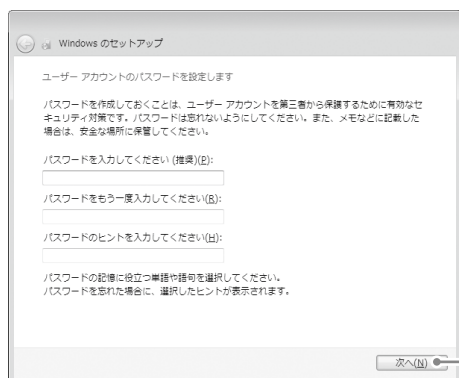 Windows のセットアップ
ユーザー アカウントのパスワードを設定します
パスワードを作成しておくことは、ユーザー アカウントを第三者から保護するために有効なセ
キュリティ対策です。パスワードは忘れないようにしてください。また、メモなどに記載した
場合は、安全な場所に保管してください。
パスワードを入力してください (推奨)(P):
パスワードをもう一度入力してください(R):
パスワードのヒントを入力してください(H):
パスワードの記憶に役立つ単語や語句を選択してください。
パスワードを忘れた場合に、選択したヒントが表示されます。
次へ(N)